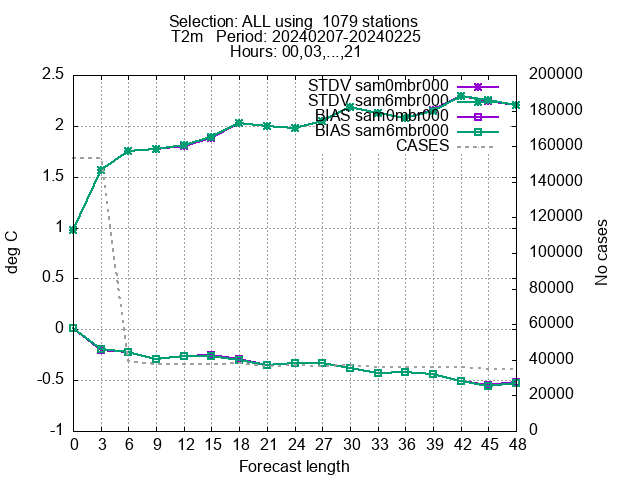 Selection: ALL using  1079 stations
T2m   Period: 20240207-20240225
Hours: 00,03,...,21
STDV sam0mbr000
STDV sam6mbr000
BIAS sam0mbr000
BIAS sam6mbr000
CASES
2.5
2
1.5
1
0.5
0
-0.5
-1
deg C
200000
180000
160000
140000
120000
100000
80000
60000
40000
20000
0
No cases
0 3 6 9 12 15 18 21 24 27 30 33 36 39 42 45 48
Forecast length